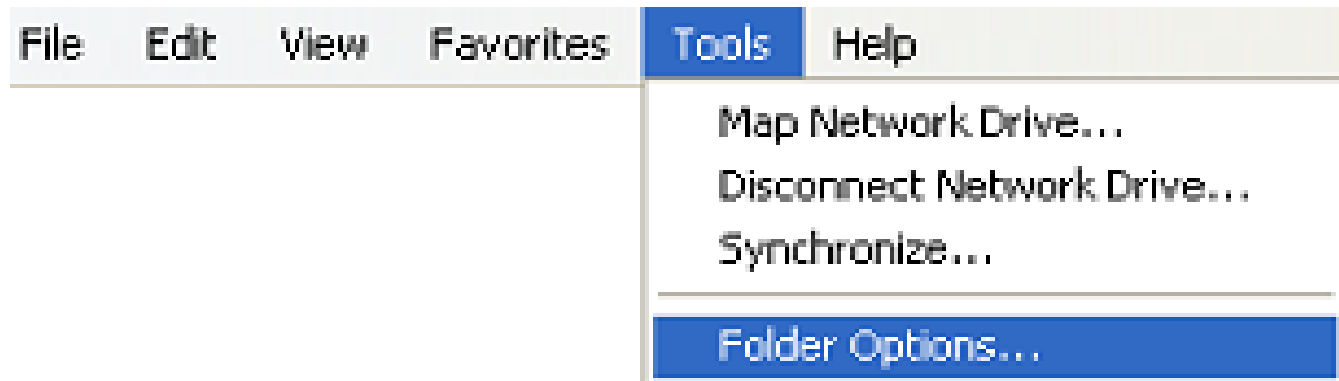 File Edit View Favorites Tools Help
Map Network Drive...
Disconnect Network Drive...
Synchronize...
Folder Options...